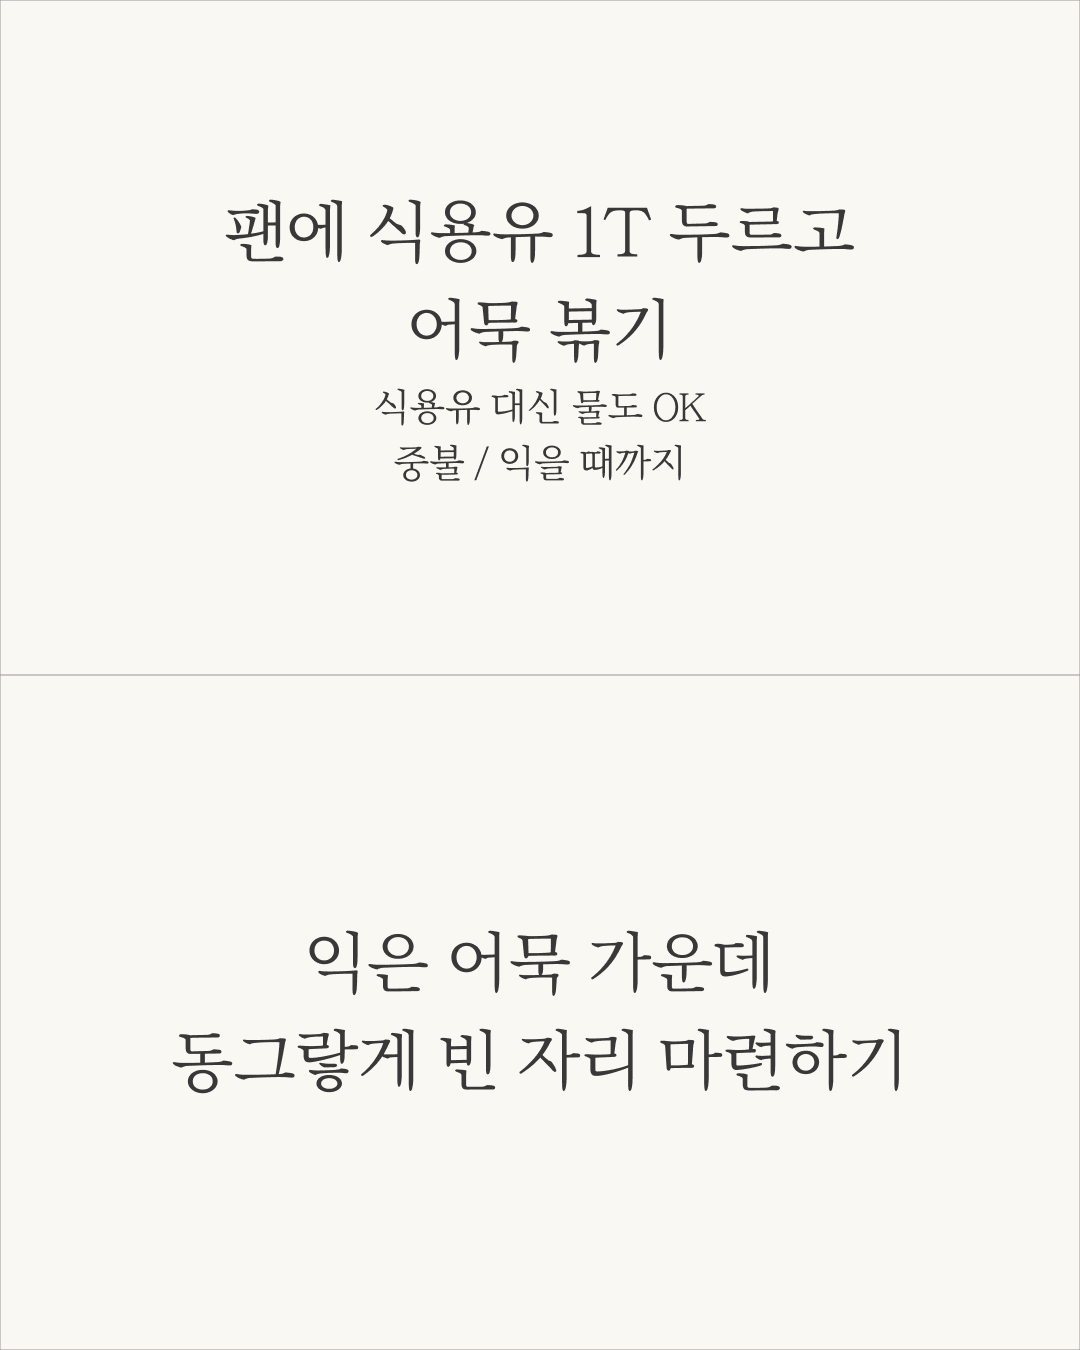 팬에 식용유 1T 두르고
어묵 볶기
식용유 대신 물도 OK
중불 / 익을 때까지
익은 어묵 가운데
동그랗게 빈 자리 마련하기